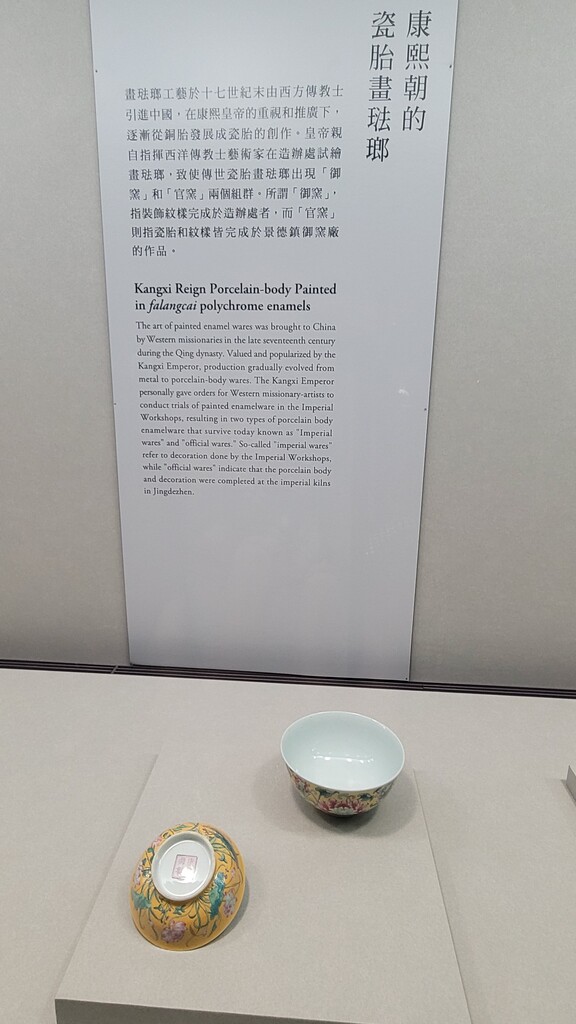 康熙朝的
瓷胎畫琺瑯
畫琺瑯工藝於十七世紀末由西方傳教士
引進中國，在康熙皇帝的重視和推廣下，
逐漸從銅胎發展成瓷胎的創作。皇帝親
自指揮西洋傳教士藝術家在造辦處試繪
畫琺瑯，致使傳世瓷胎畫琺瑯出現「御
窯」和「官窯」兩個組群。所謂「御窯」，
指裝飾紋樣完成於造辦處者，而「官窯」
則指瓷胎和紋樣皆完成於景德鎮御窯廠
的作品。
Kangxi Reign Porcelain-body Painted
in falangcai polychrome enamels
The art of painted enamel wares was brought to China
by Western missionaries in the late seventeenth century
during the Qing dynasty. Valued and popularized by the
Kangxi Emperor, production gradually evolved from
metal to porcelain-body wares. The Kangxi Emperor
personally gave orders for Western missionary-artists to
conduct trials of painted enamelware in the Imperial
Workshops, resulting in two types of porcelain body
enamelware that survive today known as "Imperial
wares" and "official wares." So-called "imperial wares"
refer to decoration done by the Imperial Workshops,
while "official wares" indicate that the porcelain body
and decoration were completed at the imperial kilns
in Jingdezhen.